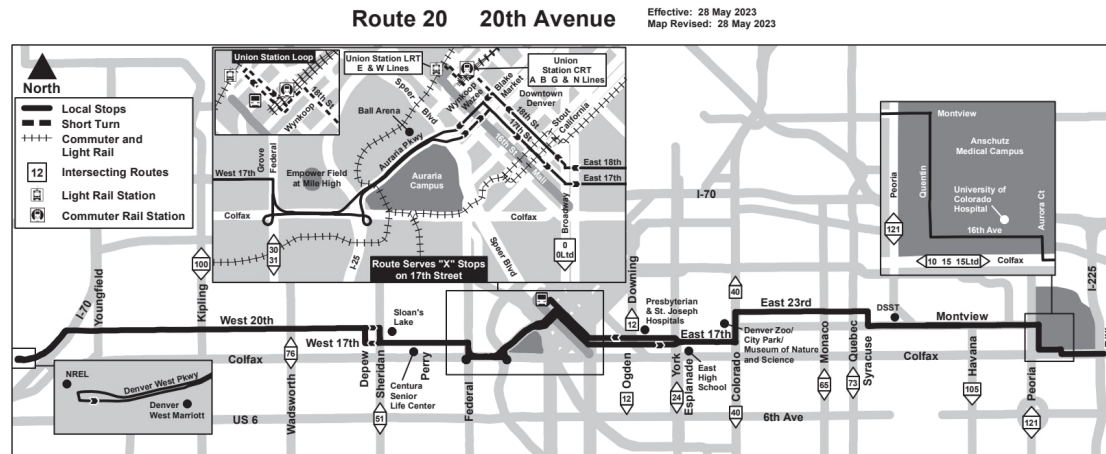 Route 20 20th Avenue
Effective: 28 May 2023
Map Revised: 28 May 2023
North
Local Stops
Short Turn
Commuter and
Light Rail
12 Intersecting Routes
Light Rail Station
Commuter Rail Station
Union Station Loop
18th St
Wynkoop
Union Station LRT
E & W Lines
Union
Station CRT
A B G & N Lines
Speer
Blvd
Wynkoop
Wazee
Blake
Market
Downtown
Denver
18th St
17th St
16th St Mall
Stout
California
Ball Arena
Auraria Pkwy
Grove
Federal
West 17th
Empower Field
at Mile High
Auraria
Campus
East 18th
East 17th
Colfax
Colfax
Broadway
30
31
I-25
Speer Blvd
0
0Ltd
Route Serves "X" Stops
on 17th Street
Montview
Anschutz
Medical Campus
Peoria
Quentin
University of
Colorado
Hospital
Aurora Ct
16th Ave
121
10 15 15Ltd
Colfax
I-70
I-70
Youngfield
100
Kipling
West 20th
Sloan's
Lake
West 17th
Colfax
76
Wadsworth
Depew
Sheridan
51
Centura
Senior
Life Center
Perry
Federal
US 6
NREL
Denver West Pkwy
Denver
West Marriott
Downing
12
Presbyterian
& St. Joseph
Hospitals
40
East 17th
Denver Zoo/
City Park/
Museum of Nature
and Science
East
High
School
12
Ogden
24
York
Esplanade
40
Colorado
East 23rd
65
Monaco
73
Quebec
Syracuse
DSST
Montview
Colfax
6th Ave
105
Havana
121
Peoria
I-225